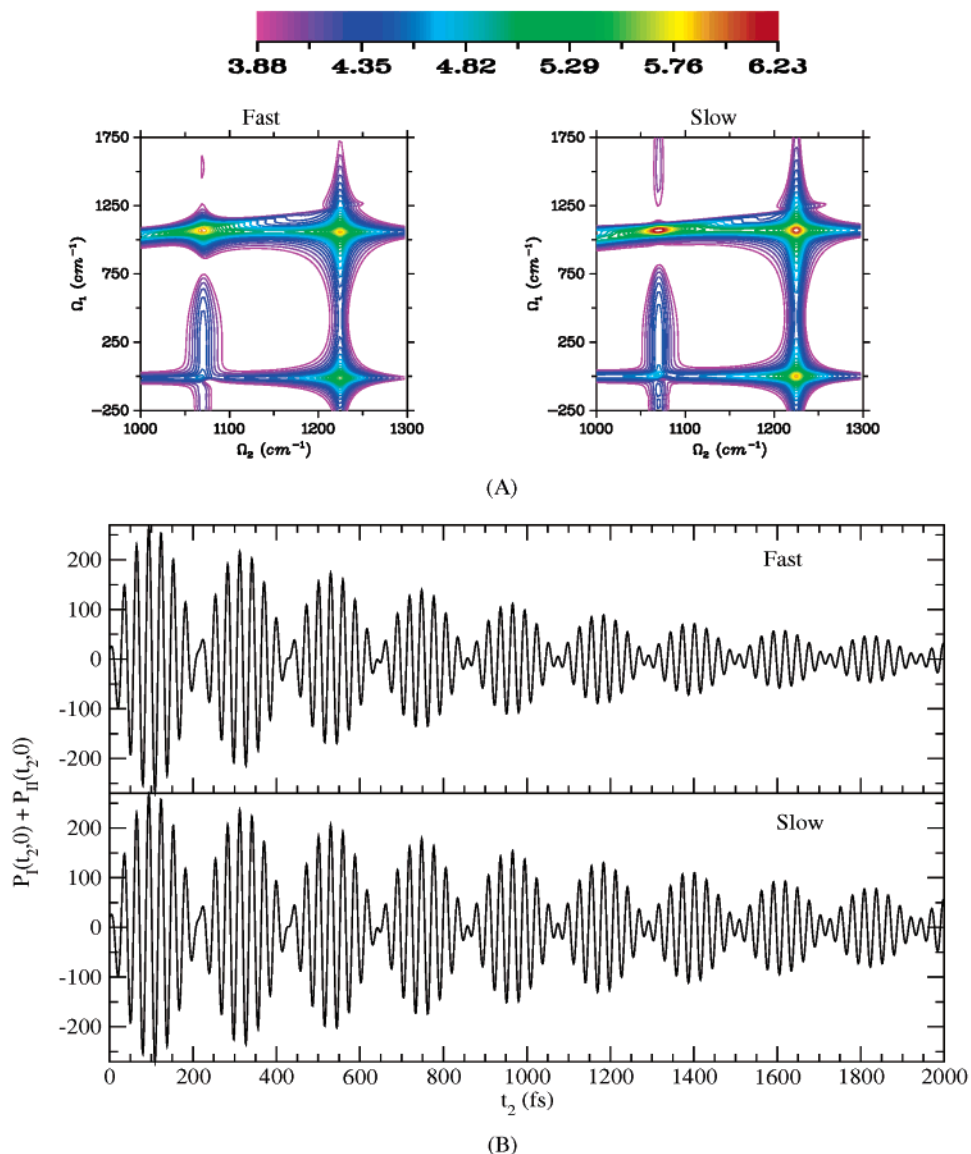 3.88 4.35 4.82 5.29 5.76 6.23
Fast
Slow
1750
1250
750
250
−250
Ω₁ (cm⁻¹)
1000 1100 1200 1300
Ω₂ (cm⁻¹)
1750
1250
750
250
−250
Ω₁ (cm⁻¹)
1000 1100 1200 1300
Ω₂ (cm⁻¹)
(A)
P_I(t₂,0) + P_II(t₂,0)
200
100
0
-100
-200
Fast
200
100
0
-100
-200
Slow
0 200 400 600 800 1000 1200 1400 1600 1800 2000
t₂ (fs)
(B)